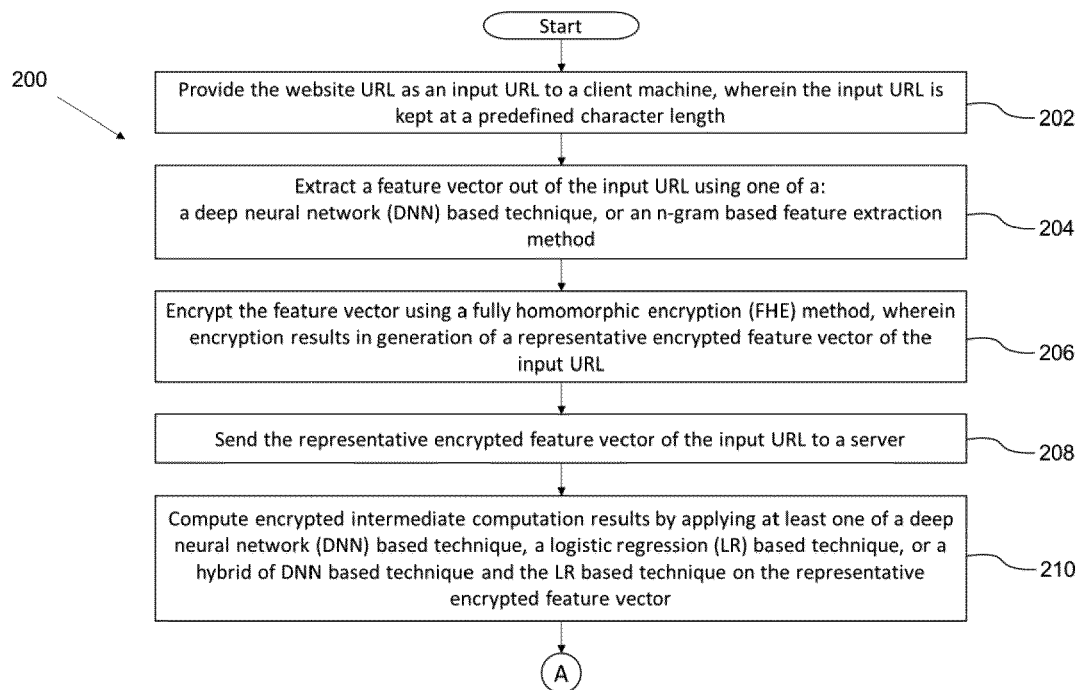 Start
200
Provide the website URL as an input URL to a client machine, wherein the input URL is
kept at a predefined character length
202
Extract a feature vector out of the input URL using one of a:
a deep neural network (DNN) based technique, or an n-gram based feature extraction
method
204
Encrypt the feature vector using a fully homomorphic encryption (FHE) method, wherein
encryption results in generation of a representative encrypted feature vector of the
input URL
206
Send the representative encrypted feature vector of the input URL to a server
208
Compute encrypted intermediate computation results by applying at least one of a deep
neural network (DNN) based technique, a logistic regression (LR) based technique, or a
hybrid of DNN based technique and the LR based technique on the representative
encrypted feature vector
210
A